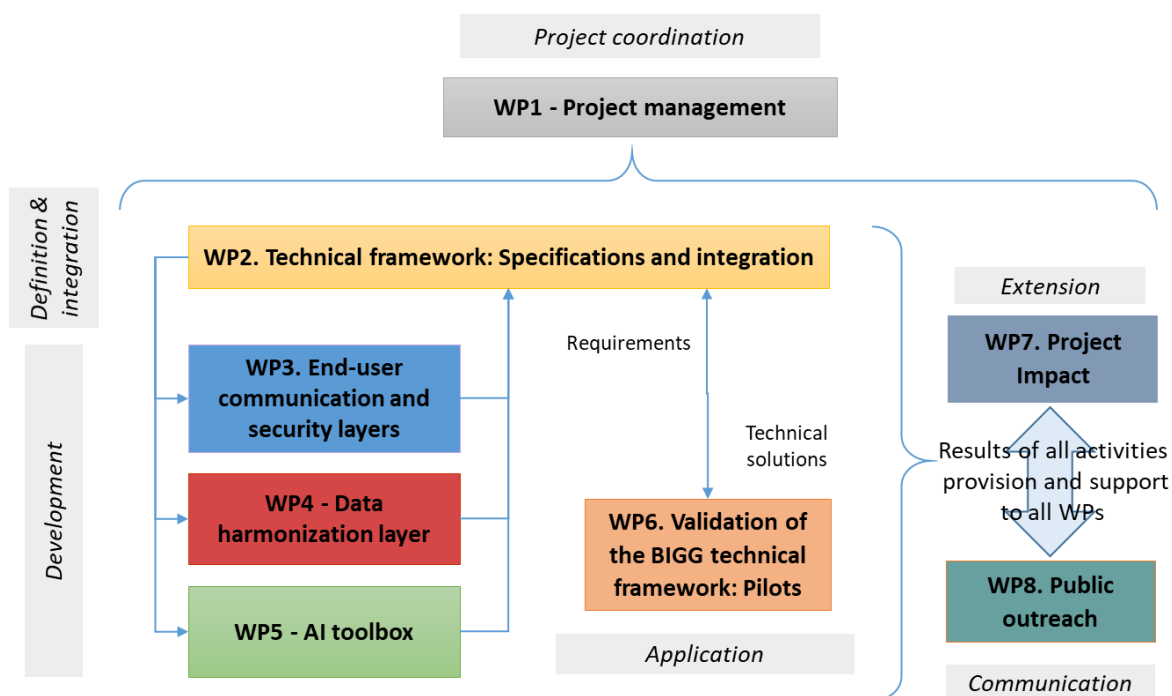 Project coordination
WP1 - Project management
Definition &
integration
WP2. Technical framework: Specifications and integration
Extension
Requirements
WP7. Project
Impact
Development
WP3. End-user
communication and
security layers
Technical
solutions
Results of all activities
provision and support
to all WPs
WP4 - Data
harmonization layer
WP6. Validation of
the BIGG technical
framework: Pilots
WP8. Public
outreach
WP5 - AI toolbox
Application
Communication